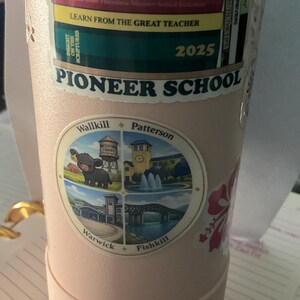 LEARN FROM THE GREAT TEACHER
2025
PIONEER SCHOOL
Wallkill
Patterson
Warwick
Fishkill